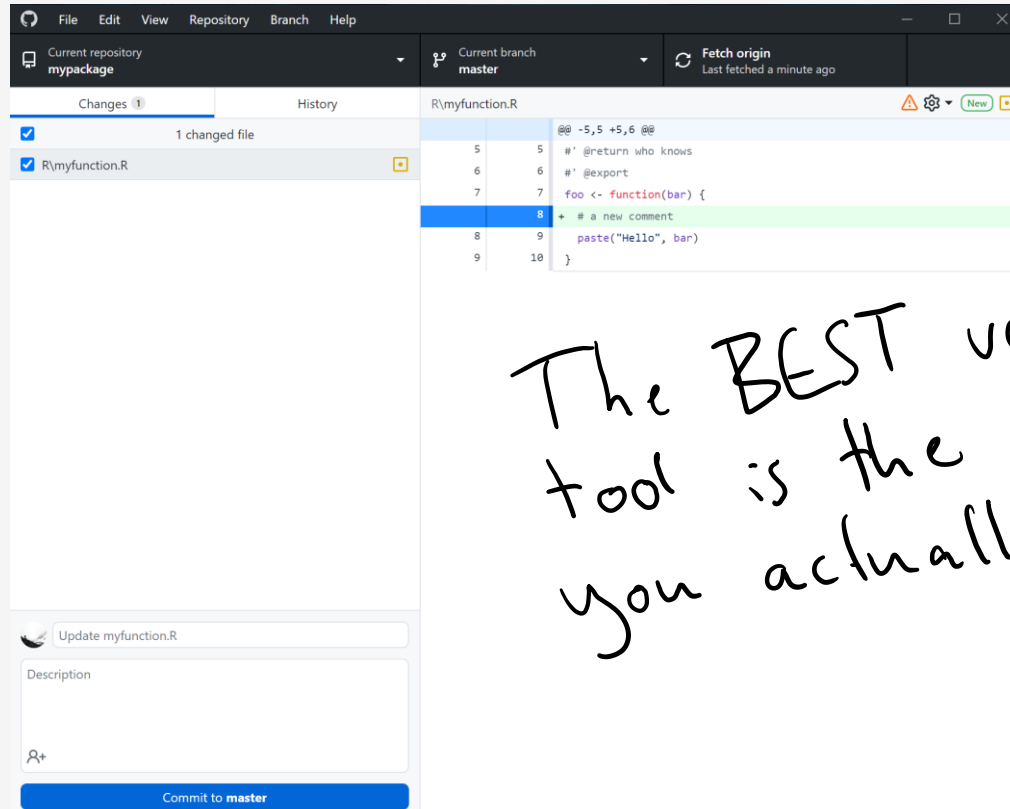 File Edit View Repository Branch Help
Current repository
mypackage
Current branch
master
Fetch origin
Last fetched a minute ago
Changes 1
History
R\myfunction.R
New
1 changed file
R\myfunction.R
@@ -5,5 +5,6 @@
5 5 #' @return who knows
6 6 #' @export
7 7 foo <- function(bar) {
8 + # a new comment
8 9 paste("Hello", bar)
9 10 }
The BEST
tool is the
you
Update myfunction.R
Description
Commit to master